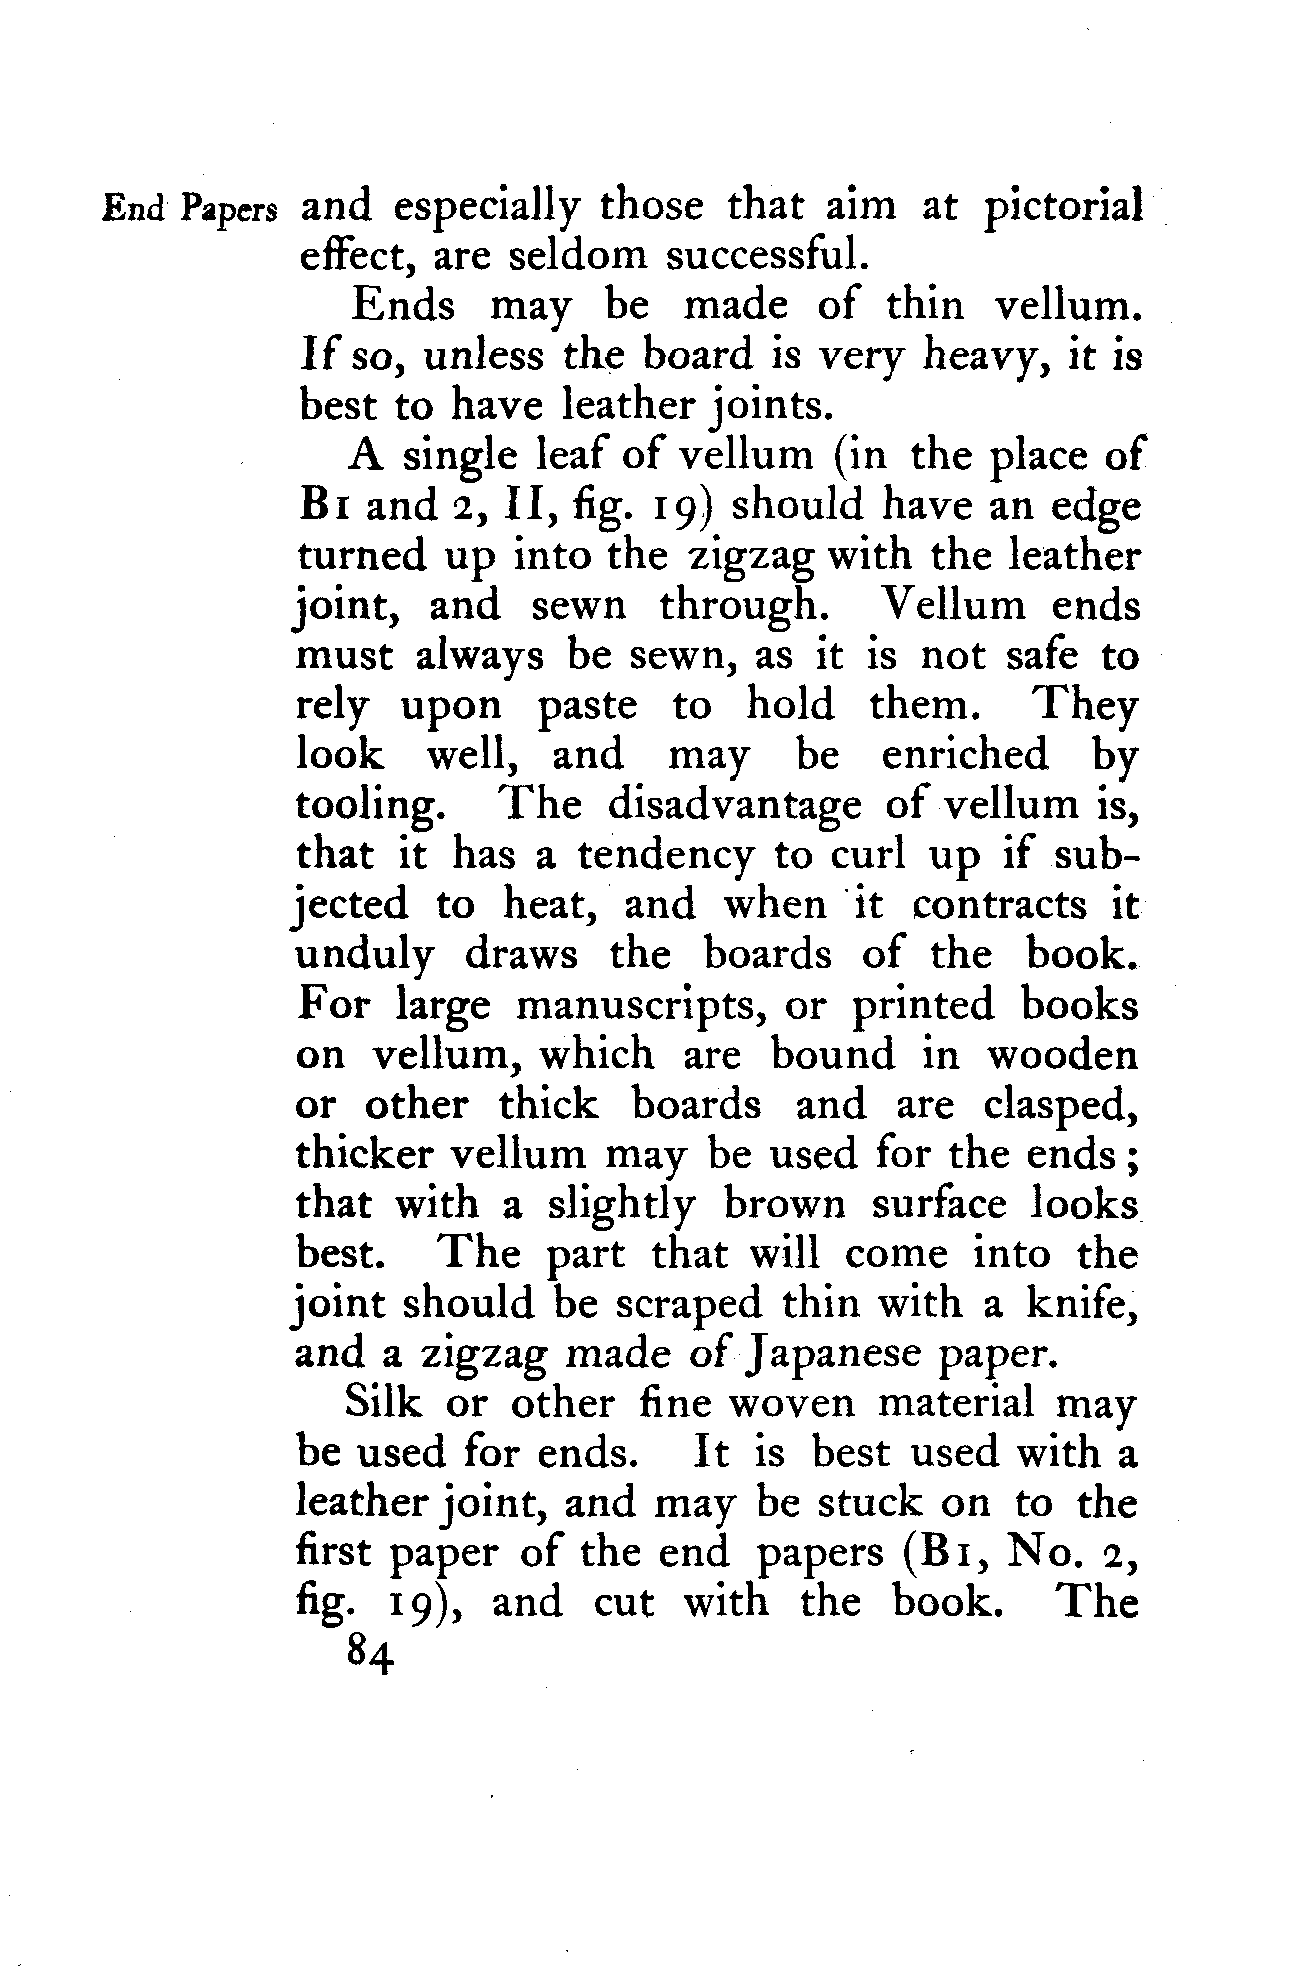 End Papers and especially those that aim at pictorial
effect, are seldom successful.
Ends may be made of thin vellum.
If so, unless the board is very heavy, it is
best to have leather joints.
A single leaf of vellum (in the place of
B1 and 2, II, fig. 19) should have an edge
turned up into the zigzag with the leather
joint, and sewn through. Vellum ends
must always be sewn, as it is not safe to
rely upon paste to hold them. They
look well, and may be enriched by
tooling. The disadvantage of vellum is,
that it has a tendency to curl up if sub-
jected to heat, and when it contracts it
unduly draws the boards of the book.
For large manuscripts, or printed books
on vellum, which are bound in wooden
or other thick boards and are clasped,
thicker vellum may be used for the ends;
that with a slightly brown surface looks
best. The part that will come into the
joint should be scraped thin with a knife,
and a zigzag made of Japanese paper.
Silk or other fine woven material may
be used for ends. It is best used with a
leather joint, and may be stuck on to the
first paper of the end papers (B1, No. 2,
fig. 19), and cut with the book. The
84